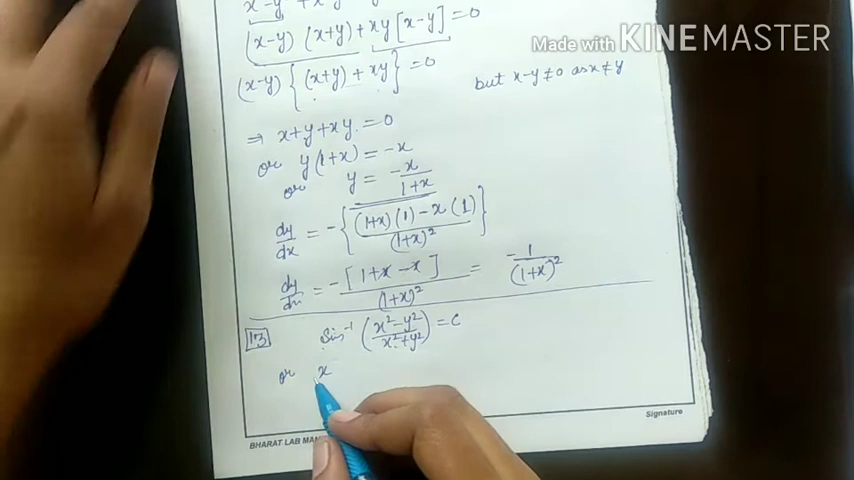 Made with KINEMASTER
(x-y) (x+y) + xy [x-y] = 0
(x-y) { (x+y) + xy } = 0
but x-y ≠ 0 as x ≠ y
⇒ x+y+xy = 0
or y(1+x) = -x
or y = -x/(1+x)
dy/dx = -{ ((1+x)(1) - x(1))/(1+x)² }
dy/dx = -[1+x-x]/(1+x)² = -1/(1+x)²
13 Sin⁻¹ ((x²-y²)/(x²+y²)) = C
or x
Signature
BHARAT LAB